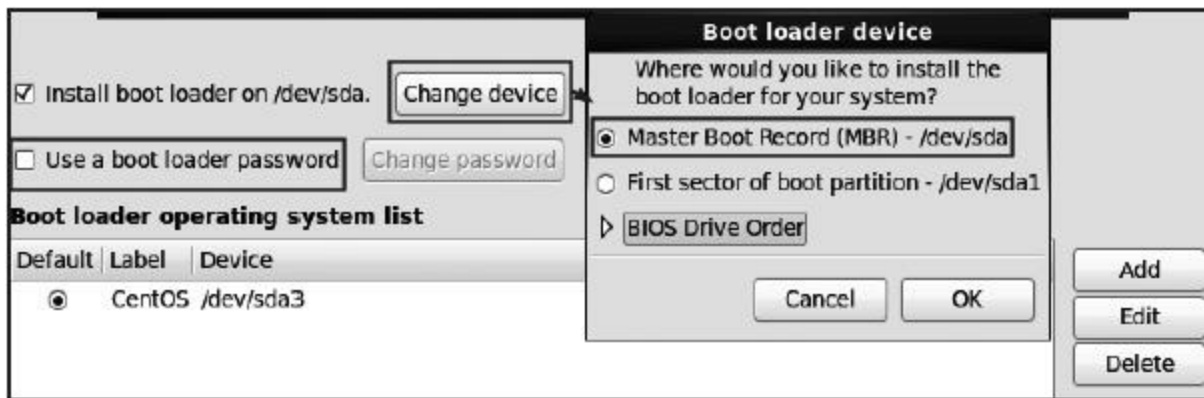 Install boot loader on /dev/sda.
Change device
Use a boot loader password
Change password
Boot loader operating system list
Default Label Device
CentOS /dev/sda3
Boot loader device
Where would you like to install the
boot loader for your system?
Master Boot Record (MBR) - /dev/sda
First sector of boot partition - /dev/sda1
BIOS Drive Order
Cancel
OK
Add
Edit
Delete